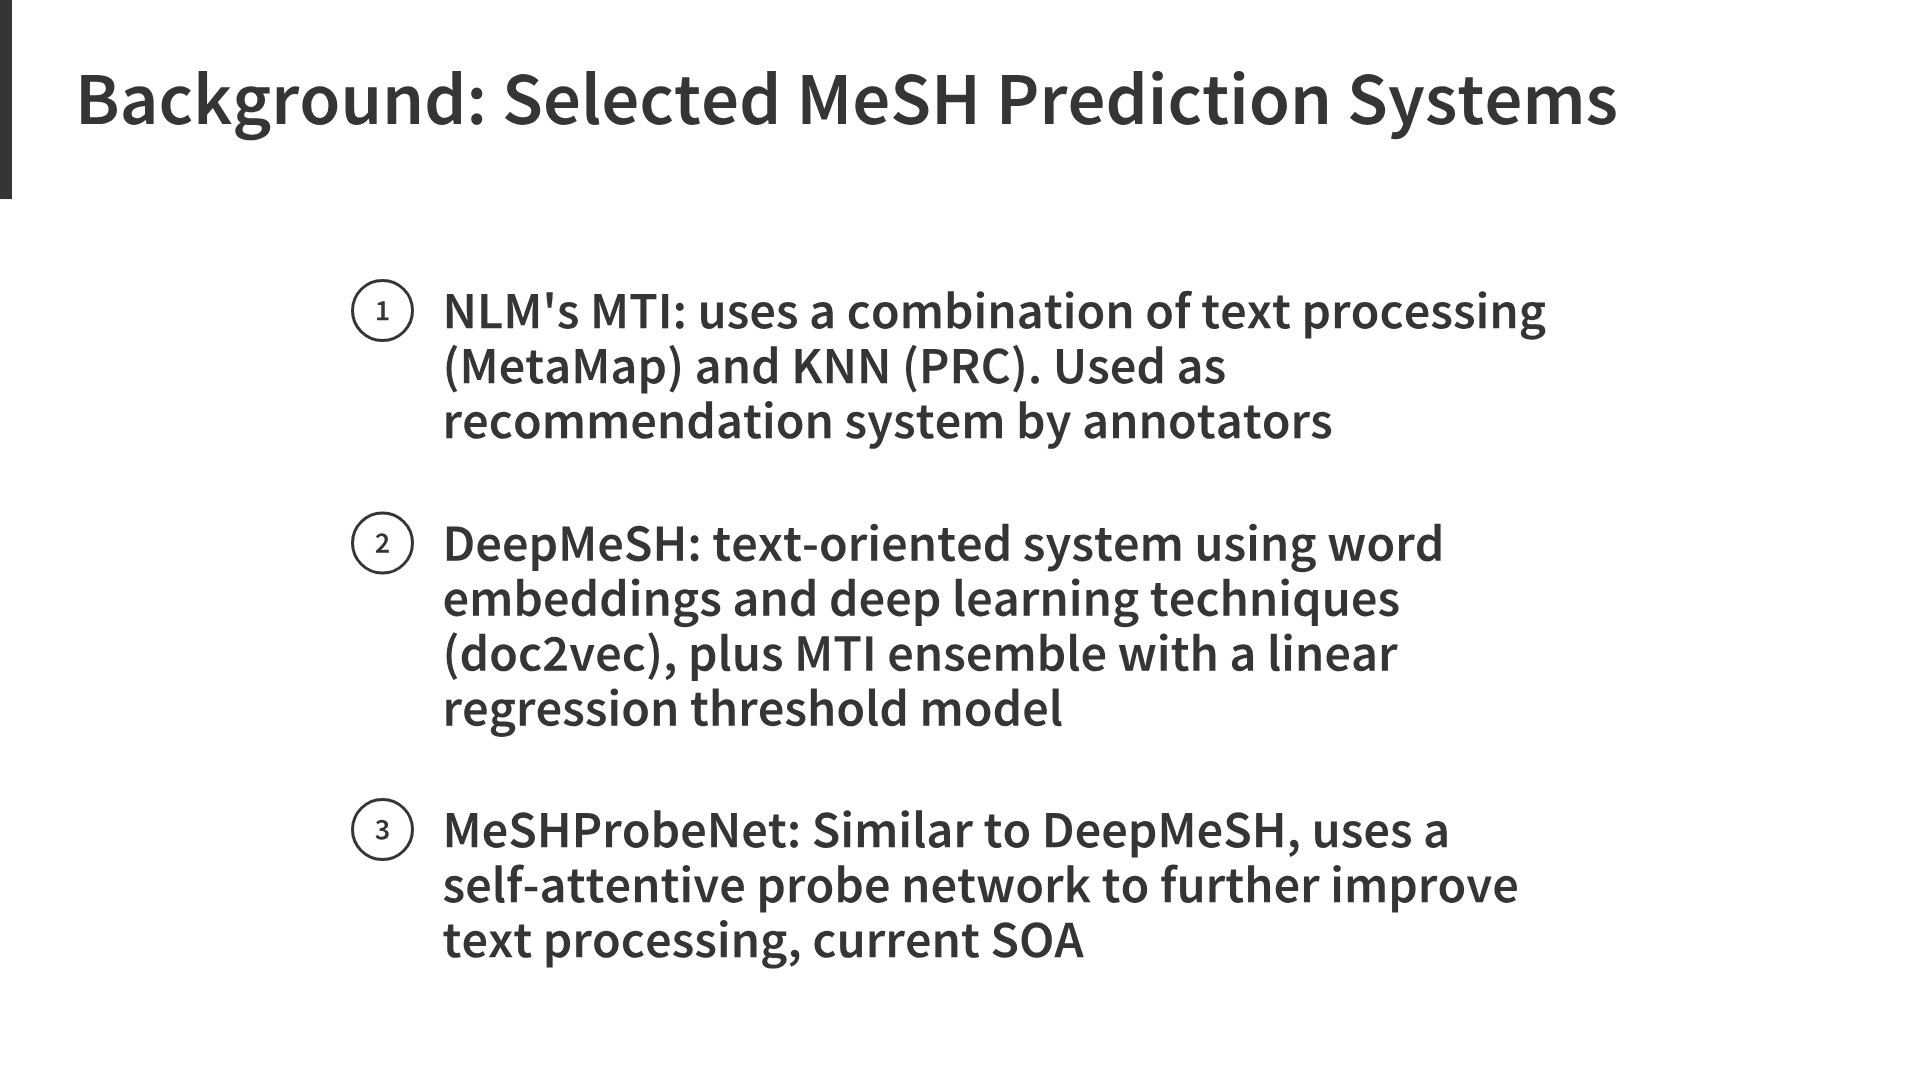 Background: Selected MeSH Prediction Systems
1
NLM's MTI: uses a combination of text processing
(MetaMap) and KNN (PRC). Used as
recommendation system by annotators
2
DeepMeSH: text-oriented system using word
embeddings and deep learning techniques
(doc2vec), plus MTI ensemble with a linear
regression threshold model
3
MeSHProbeNet: Similar to DeepMeSH, uses a
self-attentive probe network to further improve
text processing, current SOA